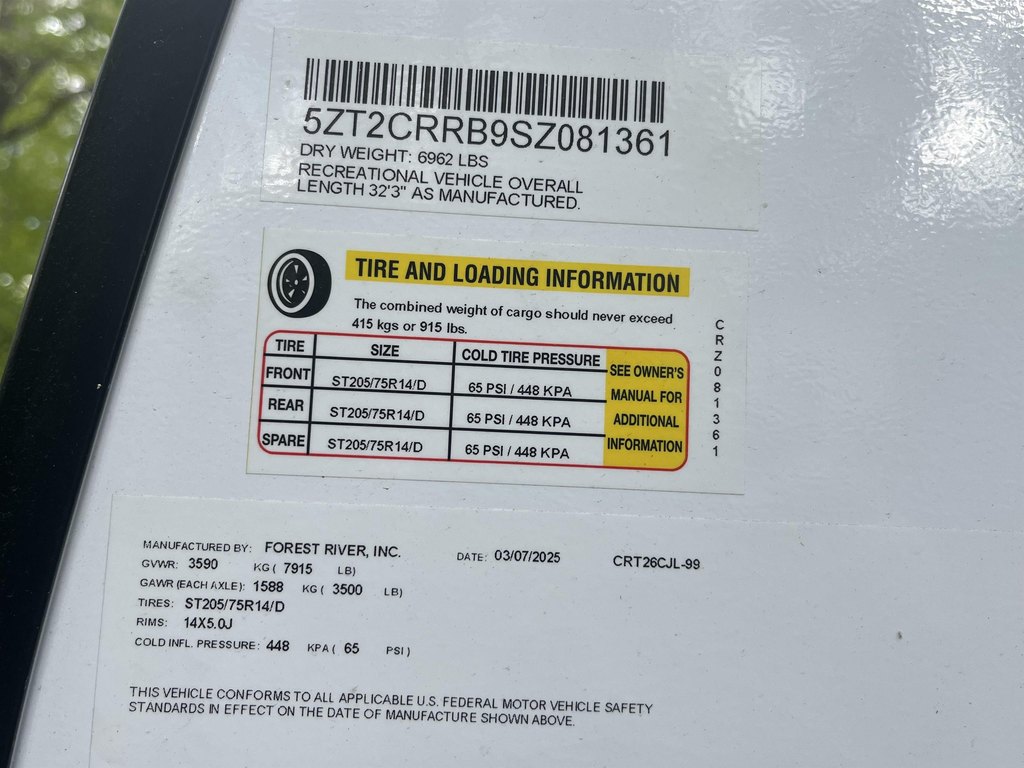 5ZT2CRRB9SZ081361
DRY WEIGHT: 6962 LBS
RECREATIONAL VEHICLE OVERALL
LENGTH 32'3" AS MANUFACTURED.
TIRE AND LOADING INFORMATION
The combined weight of cargo should never exceed
415 kgs or 915 lbs.
TIRE SIZE COLD TIRE PRESSURE
FRONT ST205/75R14/D 65 PSI / 448 KPA
REAR ST205/75R14/D 65 PSI / 448 KPA
SPARE ST205/75R14/D 65 PSI / 448 KPA
SEE OWNER'S
MANUAL FOR
ADDITIONAL
INFORMATION
CRZ081361
MANUFACTURED BY: FOREST RIVER, INC. DATE: 03/07/2025 CRT26CJL-99
GVWR: 3590 KG ( 7915 LB)
GAWR (EACH AXLE): 1588 KG ( 3500 LB)
TIRES: ST205/75R14/D
RIMS: 14X5.0J
COLD INFL. PRESSURE: 448 KPA ( 65 PSI )
THIS VEHICLE CONFORMS TO ALL APPLICABLE U.S. FEDERAL MOTOR VEHICLE SAFETY
STANDARDS IN EFFECT ON THE DATE OF MANUFACTURE SHOWN ABOVE.